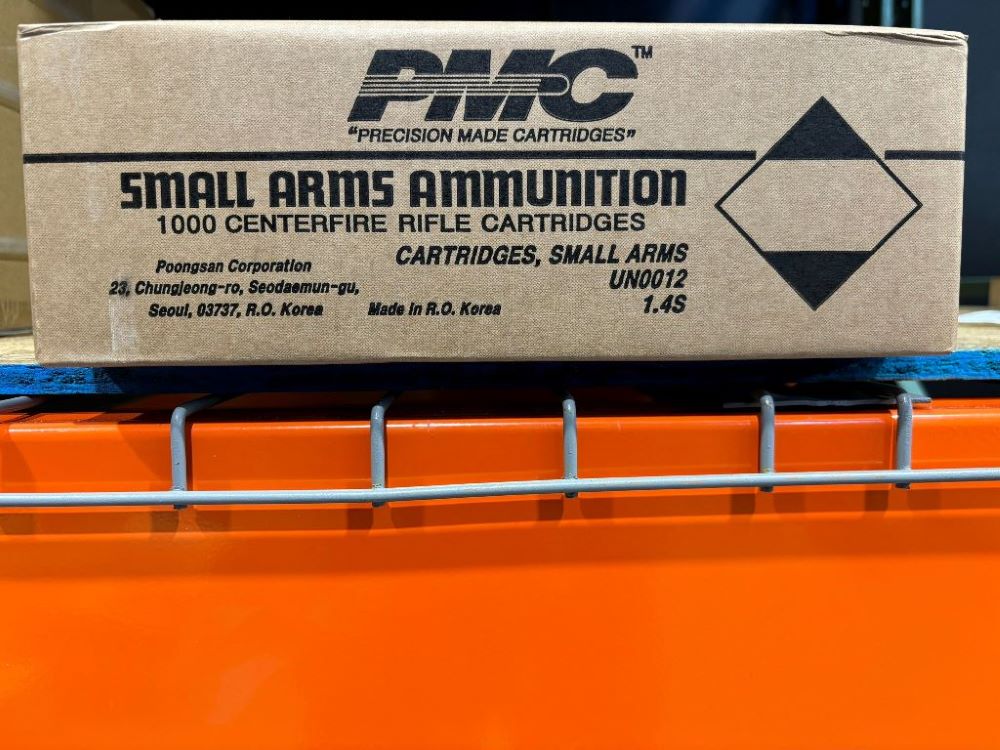 PMC™
"PRECISION MADE CARTRIDGES"
SMALL ARMS AMMUNITION
1000 CENTERFIRE RIFLE CARTRIDGES
CARTRIDGES, SMALL ARMS
UN0012
1.4S
Poongsan Corporation
23, Chungjeong-ro, Seodaemun-gu,
Seoul, 03737, R.O. Korea
Made in R.O. Korea